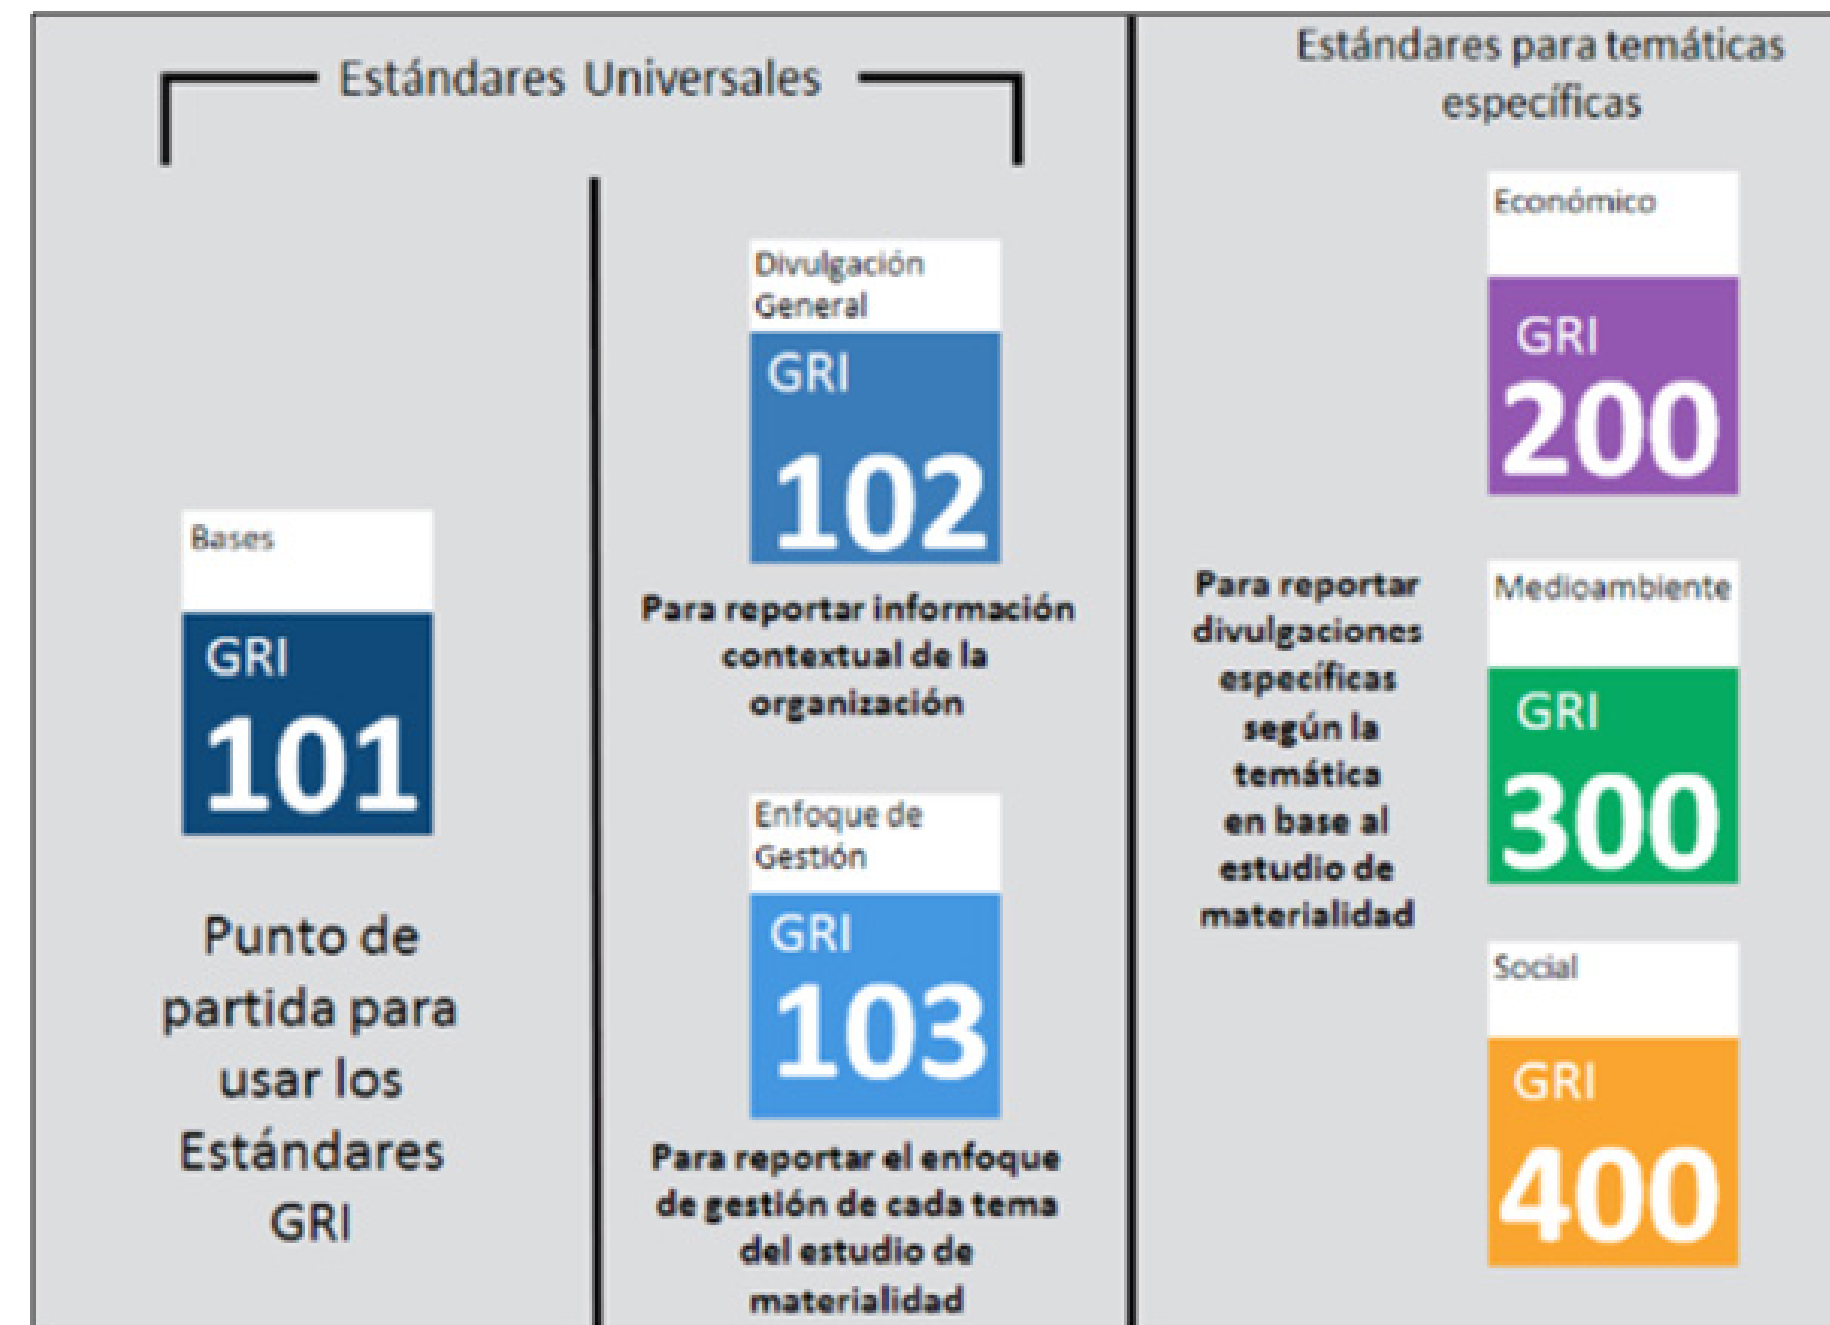 Estándares Universales
Bases
GRI
101
Punto de
partida para
usar los
Estándares
GRI
Divulgación
General
GRI
102
Para reportar información
contextual de la
organización
Enfoque de
Gestión
GRI
103
Para reportar el enfoque
de gestión de cada tema
del estudio de
materialidad
Estándares para temáticas
específicas
Para reportar
divulgaciones
específicas
según la
temática
en base al
estudio de
materialidad
Económico
GRI
200
Medioambiente
GRI
300
Social
GRI
400